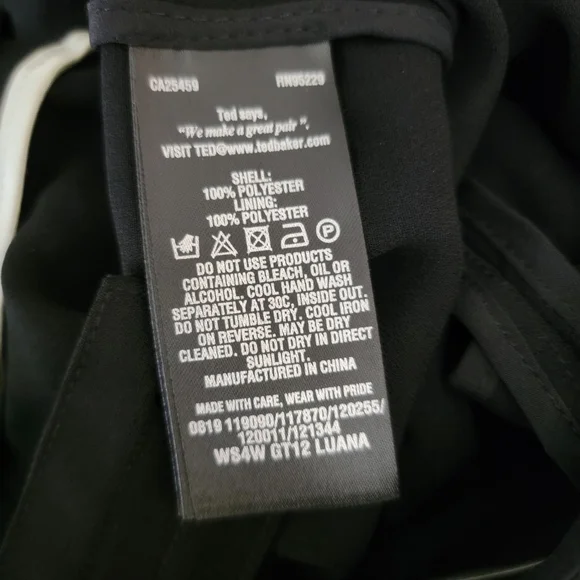 CA25459 RN95229
Ted says,
"We make a great pair".
VISIT TED@www.tedbaker.com
SHELL:
100% POLYESTER
LINING:
100% POLYESTER
P
DO NOT USE PRODUCTS
CONTAINING BLEACH, OIL OR
ALCOHOL. COOL HAND WASH
SEPARATELY AT 30C, INSIDE OUT.
DO NOT TUMBLE DRY. COOL IRON
ON REVERSE. MAY BE DRY
CLEANED. DO NOT DRY IN DIRECT
SUNLIGHT.
MANUFACTURED IN CHINA
MADE WITH CARE, WEAR WITH PRIDE
0819 119090/117870/120255/
120011/121344
WS4W GT12 LUANA